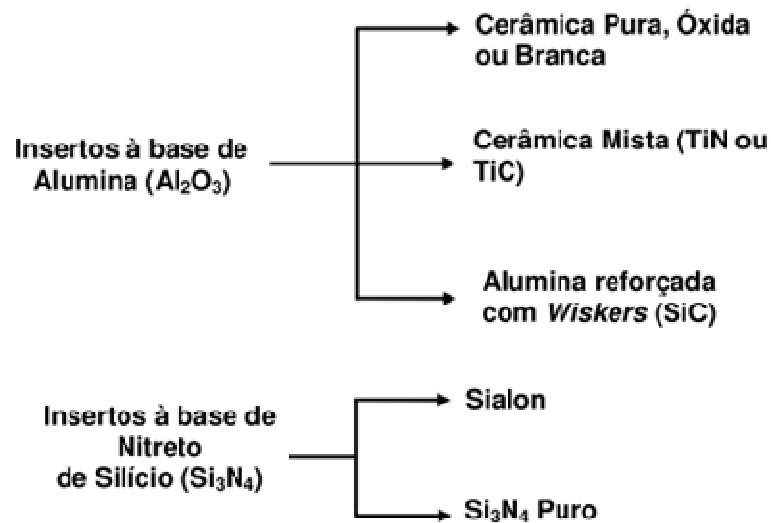 Cerâmica Pura, Óxida
ou Branca
Insertos à base de
Alumina (Al₂O₃)
Cerâmica Mista (TiN ou
TiC)
Alumina reforçada
com Wiskers (SiC)
Insertos à base de
Nitreto
de Silício (Si₃N₄)
Sialon
Si₃N₄ Puro